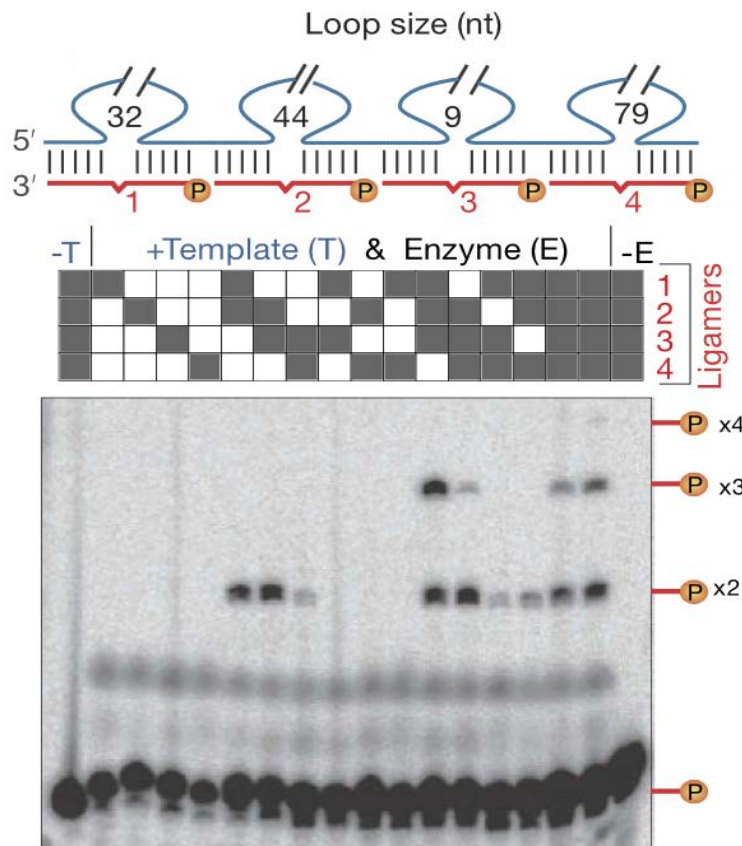 Loop size (nt)
32 44 9 79
5′
3′
1 P 2 P 3 P 4 P
-T +Template (T) & Enzyme (E) -E
1
2
3
4
Ligamers
P x4
P x3
P x2
P